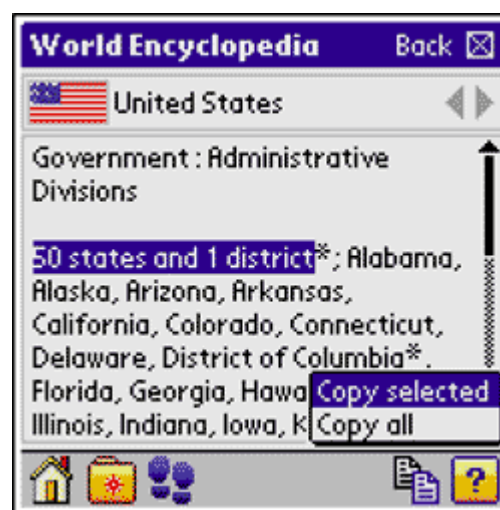 World Encyclopedia Back
United States
Government : Administrative
Divisions
50 states and 1 district*; Alabama,
Alaska, Arizona, Arkansas,
California, Colorado, Connecticut,
Delaware, District of Columbia*,
Florida, Georgia, Hawa
Copy selected
Illinois, Indiana, Iowa, K
Copy all
?